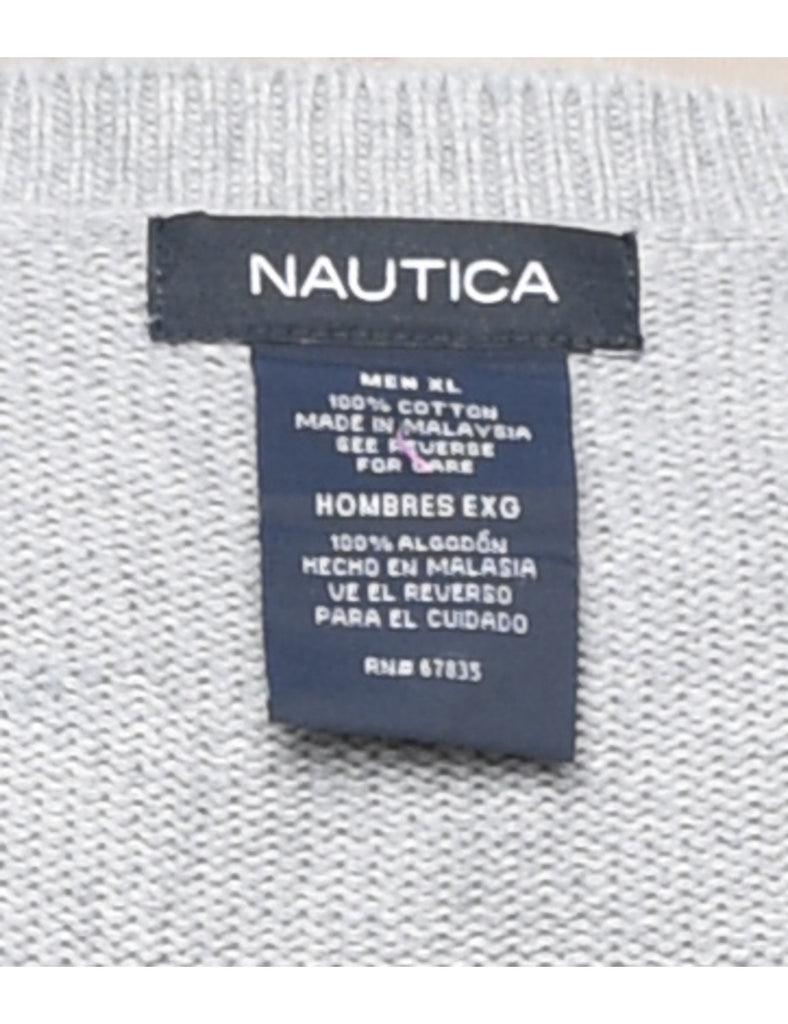 NAUTICA
MEN XL
100% COTTON
MADE IN MALAYSIA
SEE REVERSE
FOR CARE
HOMBRES EXG
100% ALGODÓN
HECHO EN MALASIA
VE EL REVERSO
PARA EL CUIDADO
RN# 67835